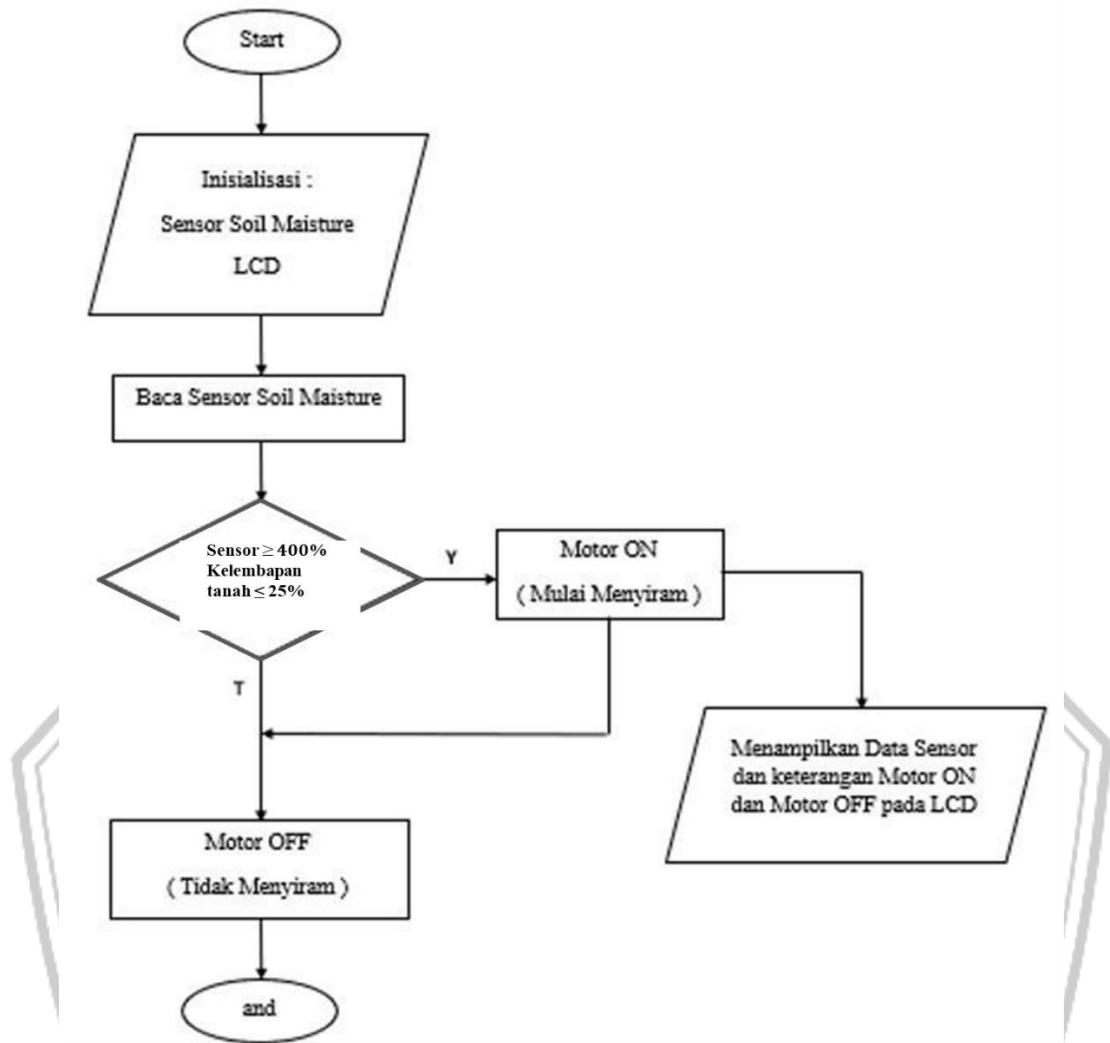 Start
Inisialisasi :
Sensor Soil Maisture
LCD
Baca Sensor Soil Maisture
Sensor ≥ 400%
Kelembapan
tanah ≤ 25%
Y
Motor ON
( Mulai Menyiram )
T
Menampilkan Data Sensor
dan keterangan Motor ON
dan Motor OFF pada LCD
Motor OFF
( Tidak Menyiram )
and